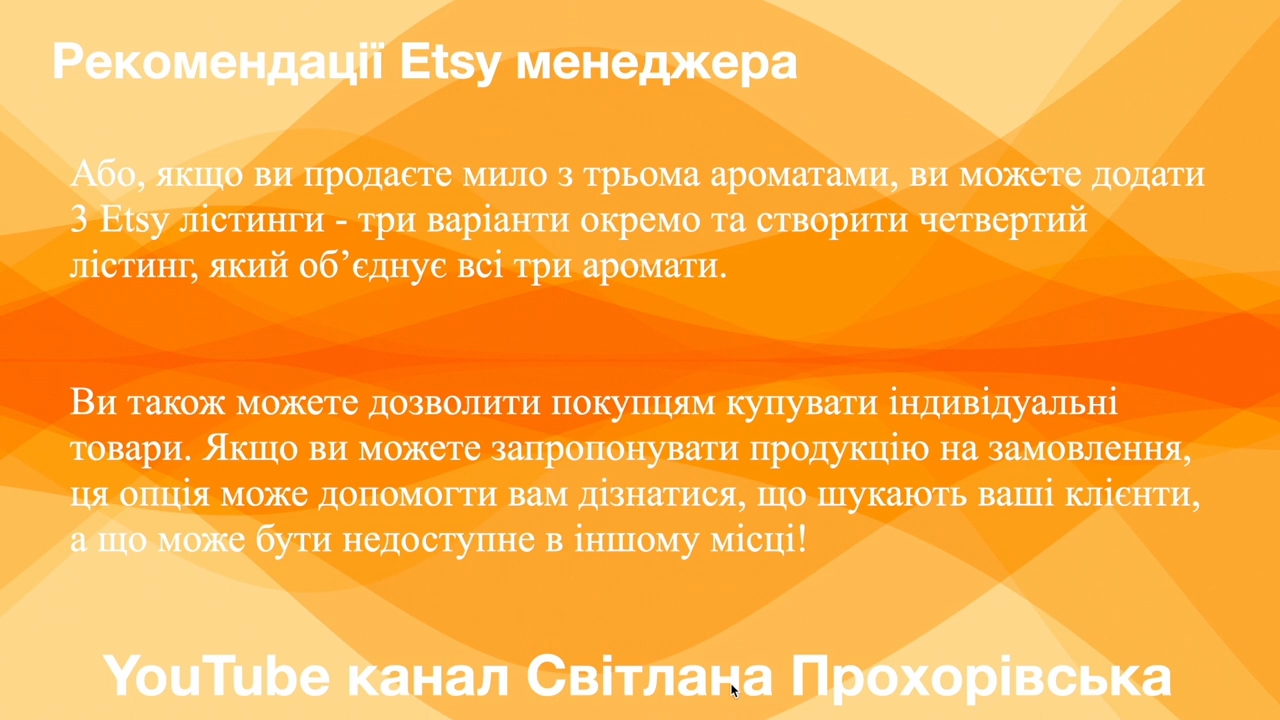 Рекомендації Etsy менеджера
Або, якщо ви продаєте мило з трьома ароматами, ви можете додати
3 Etsy лістинги - три варіанти окремо та створити четвертий
лістинг, який об’єднує всі три аромати.
Ви також можете дозволити покупцям купувати індивідуальні
товари. Якщо ви можете запропонувати продукцію на замовлення,
ця опція може допомогти вам дізнатися, що шукають ваші клієнти,
а що може бути недоступне в іншому місці!
YouTube канал Світлана Прохорівська